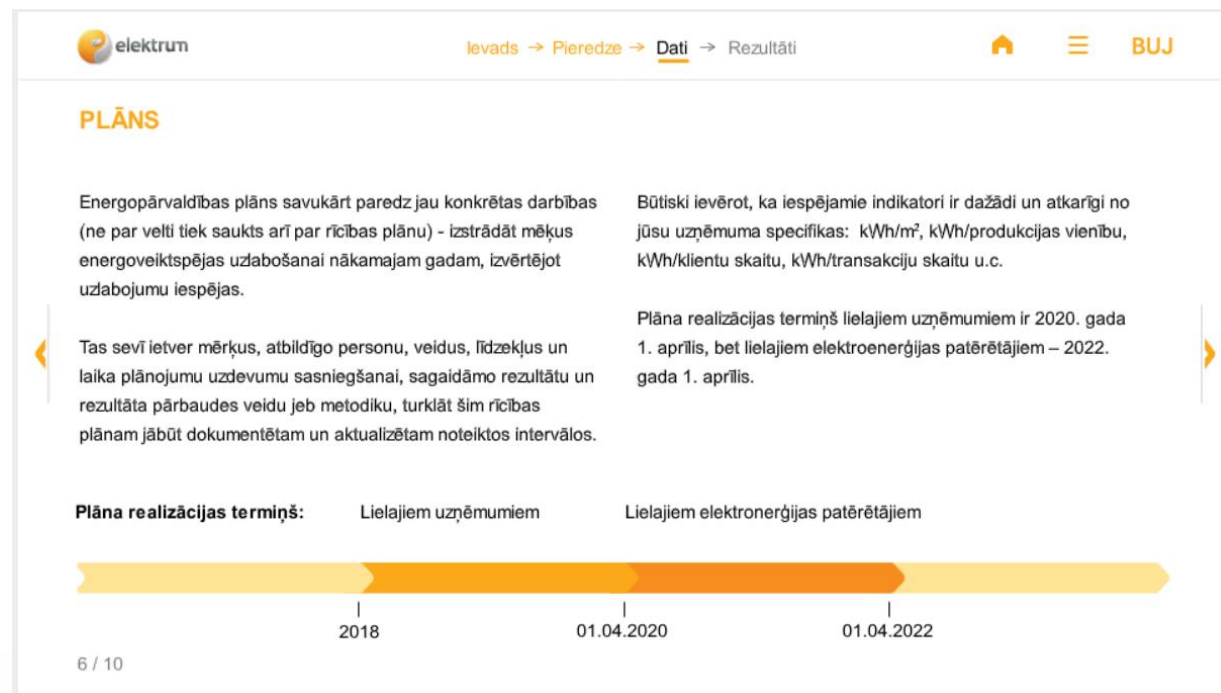 elektrum
Ievads → Pieredze → Dati → Rezultāti
BUJ
PLĀNS
Energopārvaldības plāns savukārt paredz jau konkrētas darbības
(ne par velti tiek saukts arī par rīcības plānu) - izstrādāt mēķus
energoveiktspējas uzlabošanai nākamajam gadam, izvērtējot
uzlabojumu iespējas.
Tas sevī ietver mērķus, atbildīgo personu, veidus, līdzekļus un
laika plānojumu uzdevumu sasniegšanai, sagaidāmo rezultātu un
rezultāta pārbaudes veidu jeb metodiku, turklāt šim rīcības
plānam jābūt dokumentētam un aktualizētam noteiktos intervālos.
Būtiski ievērot, ka iespējamie indikatori ir dažādi un atkarīgi no
jūsu uzņēmuma specifikas: kWh/m², kWh/produkcijas vienību,
kWh/klientu skaitu, kWh/transakciju skaitu u.c.
Plāna realizācijas termiņš lielajiem uzņēmumiem ir 2020. gada
1. aprīlis, bet lielajiem elektroenerģijas patērētājiem – 2022.
gada 1. aprīlis.
Plāna realizācijas termiņš: Lielajiem uzņēmumiem Lielajiem elektronerģijas patērētājiem
2018 01.04.2020 01.04.2022
6 / 10